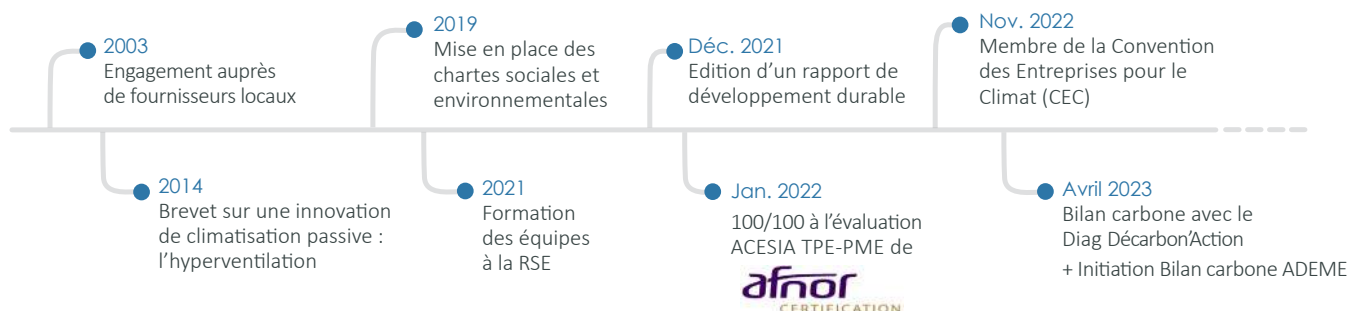 2003
Engagement auprès
de fournisseurs locaux
2014
Brevet sur une innovation
de climatisation passive :
l’hyperventilation
2019
Mise en place des
chartes sociales et
environnementales
2021
Formation
des équipes
à la RSE
Déc. 2021
Edition d’un rapport de
développement durable
Jan. 2022
100/100 à l’évaluation
ACESIA TPE-PME de
afnor
CERTIFICATION
Nov. 2022
Membre de la Convention
des Entreprises pour le
Climat (CEC)
Avril 2023
Bilan carbone avec le
Diag Décarbon’Action
+ Initiation Bilan carbone ADEME